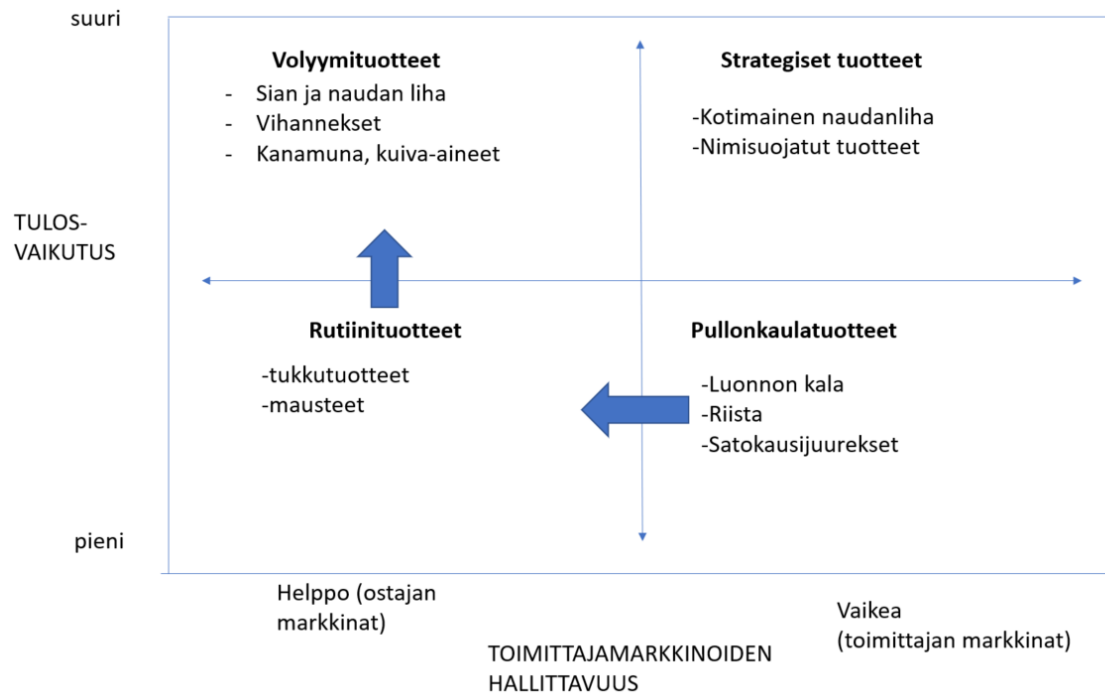 suuri
Volyymituotteet
- Sian ja naudan liha
- Vihannekset
- Kanamuna, kuiva-aineet
Strategiset tuotteet
-Kotimainen naudanliha
-Nimisuojatut tuotteet
TULOS-
VAIKUTUS
Rutiinituotteet
-tukkutuotteet
-mausteet
Pullonkaulatuotteet
-Luonnon kala
-Riista
-Satokausijuurekset
pieni
Helppo (ostajan
markkinat)
Vaikea
(toimittajan markkinat)
TOIMITTAJAMARKKINOIDEN
HALLITTAVUUS